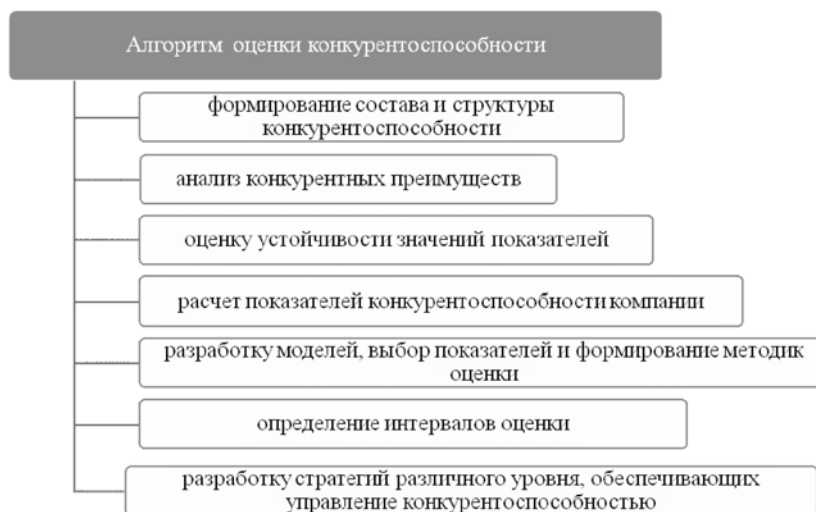 Алгоритм оценки конкурентоспособности
формирование состава и структуры
конкурентоспособности
анализ конкурентных преимуществ
оценку устойчивости значений показателей
расчет показателей конкурентоспособности компании
разработку моделей, выбор показателей и формирование методик
оценки
определение интервалов оценки
разработку стратегий различного уровня, обеспечивающих
управление конкурентоспособностью